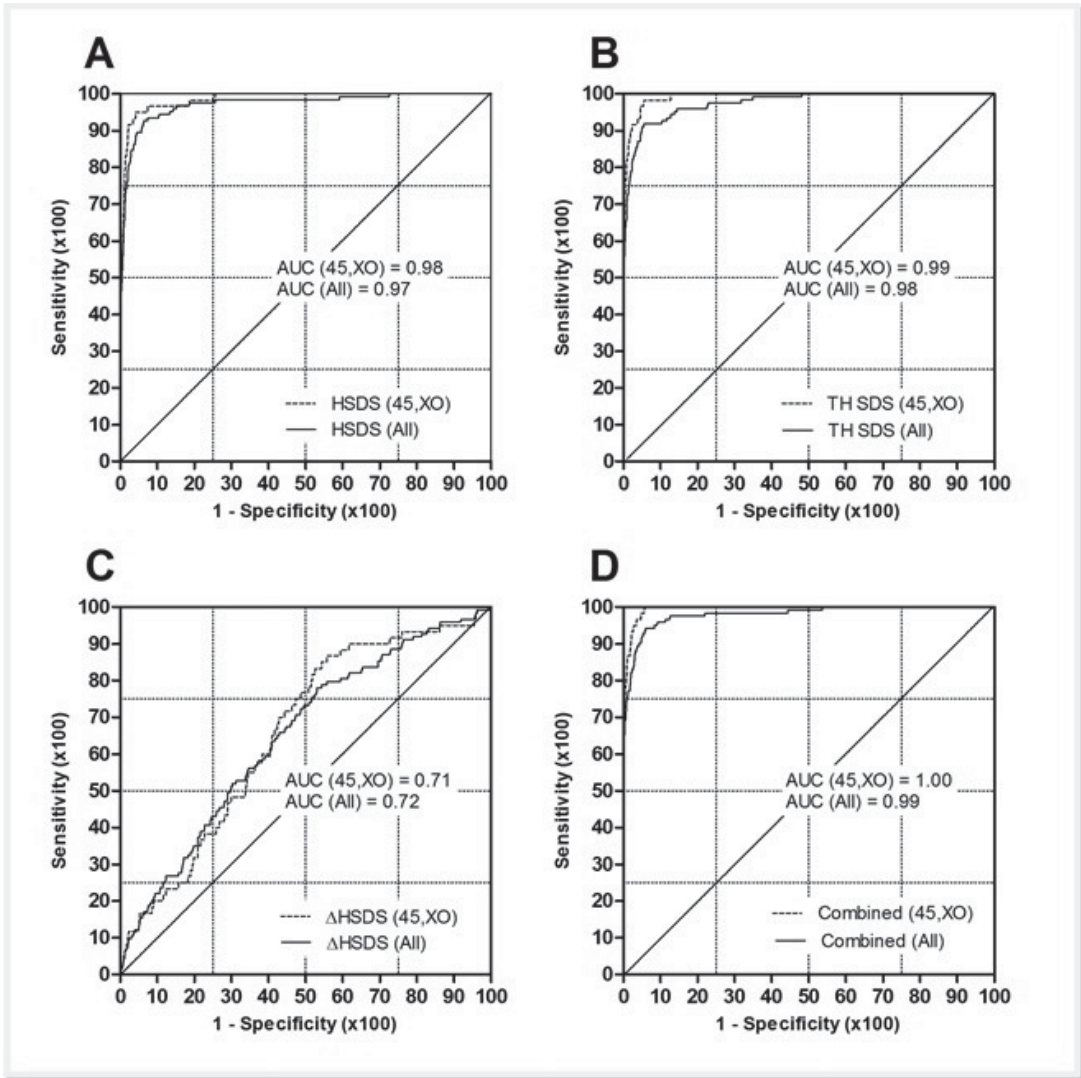 A
100
90
80
70
60
50
40
30
20
10
0
Sensitivity (x100)
AUC (45,XO) = 0.98
AUC (All) = 0.97
HSDS (45,XO)
HSDS (All)
0 10 20 30 40 50 60 70 80 90 100
1 - Specificity (x100)
B
100
90
80
70
60
50
40
30
20
10
0
Sensitivity (x100)
AUC (45,XO) = 0.99
AUC (All) = 0.98
TH SDS (45,XO)
TH SDS (All)
0 10 20 30 40 50 60 70 80 90 100
1 - Specificity (x100)
C
100
90
80
70
60
50
40
30
20
10
0
Sensitivity (x100)
AUC (45,XO) = 0.71
AUC (All) = 0.72
ΔHSDS (45,XO)
ΔHSDS (All)
0 10 20 30 40 50 60 70 80 90 100
1 - Specificity (x100)
D
100
90
80
70
60
50
40
30
20
10
0
Sensitivity (x100)
AUC (45,XO) = 1.00
AUC (All) = 0.99
Combined (45,XO)
Combined (All)
0 10 20 30 40 50 60 70 80 90 100
1 - Specificity (x100)